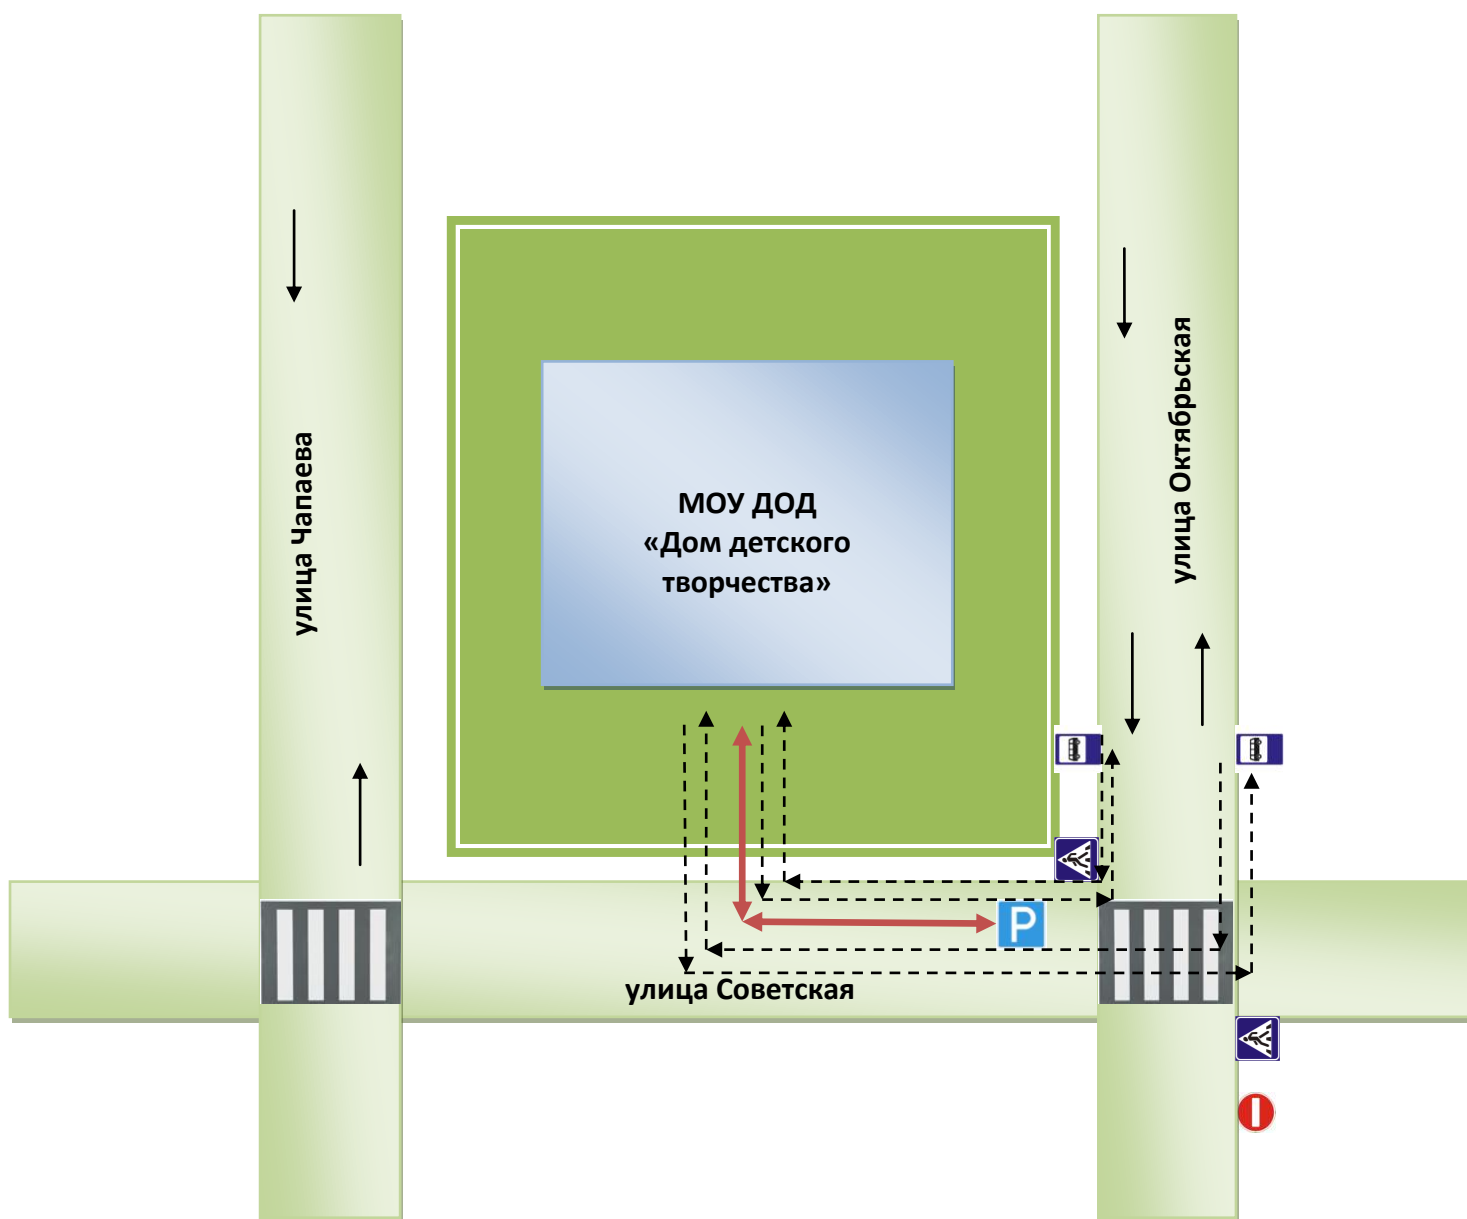 улица Чапаева
МОУ ДОД
«Дом детского
творчества»
улица Октябрьская
P
улица Советская